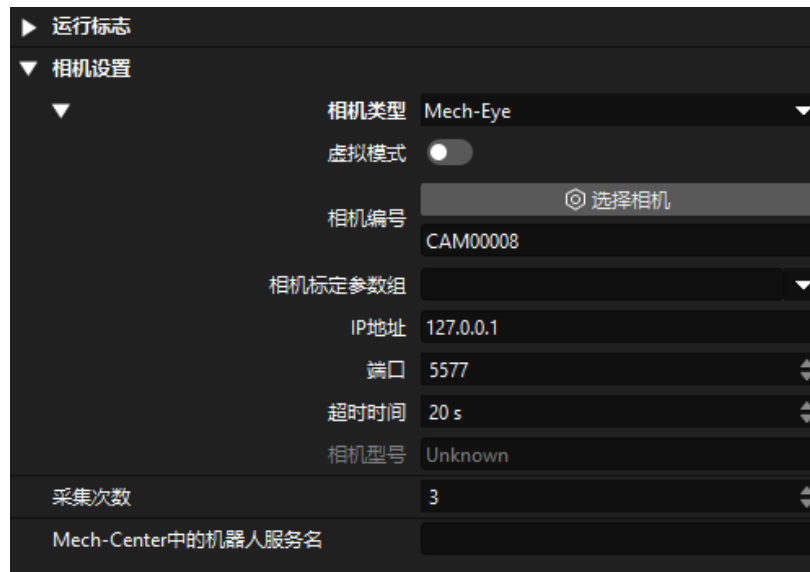 运行标志
相机设置
相机类型 Mech-Eye
虚拟模式
选择相机
相机编号
CAM00008
相机标定参数组
IP地址 127.0.0.1
端口 5577
超时时间 20 s
相机型号 Unknown
采集次数 3
Mech-Center中的机器人服务名